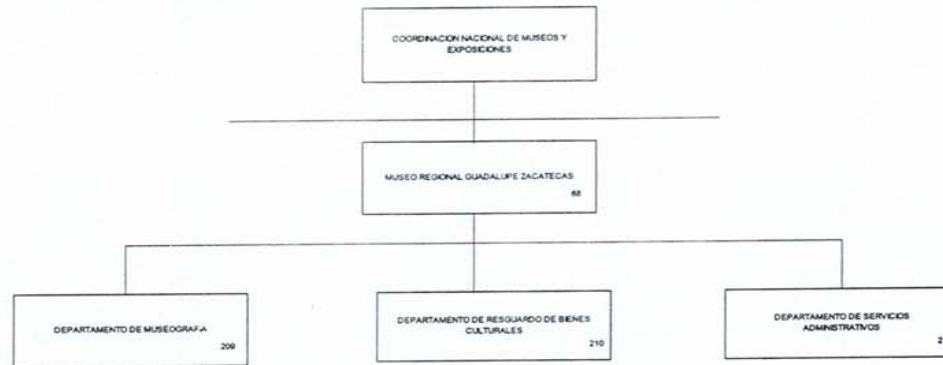 COORDINACION NACIONAL DE MUSEOS Y
EXPOSICIONES
MUSEO REGIONAL GUADALUPE ZACATECAS
68
DEPARTAMENTO DE MUSEOGRAFIA
209
DEPARTAMENTO DE RESGUARDO DE BIENES
CULTURALES
210
DEPARTAMENTO DE SERVICIOS
ADMINISTRATIVOS